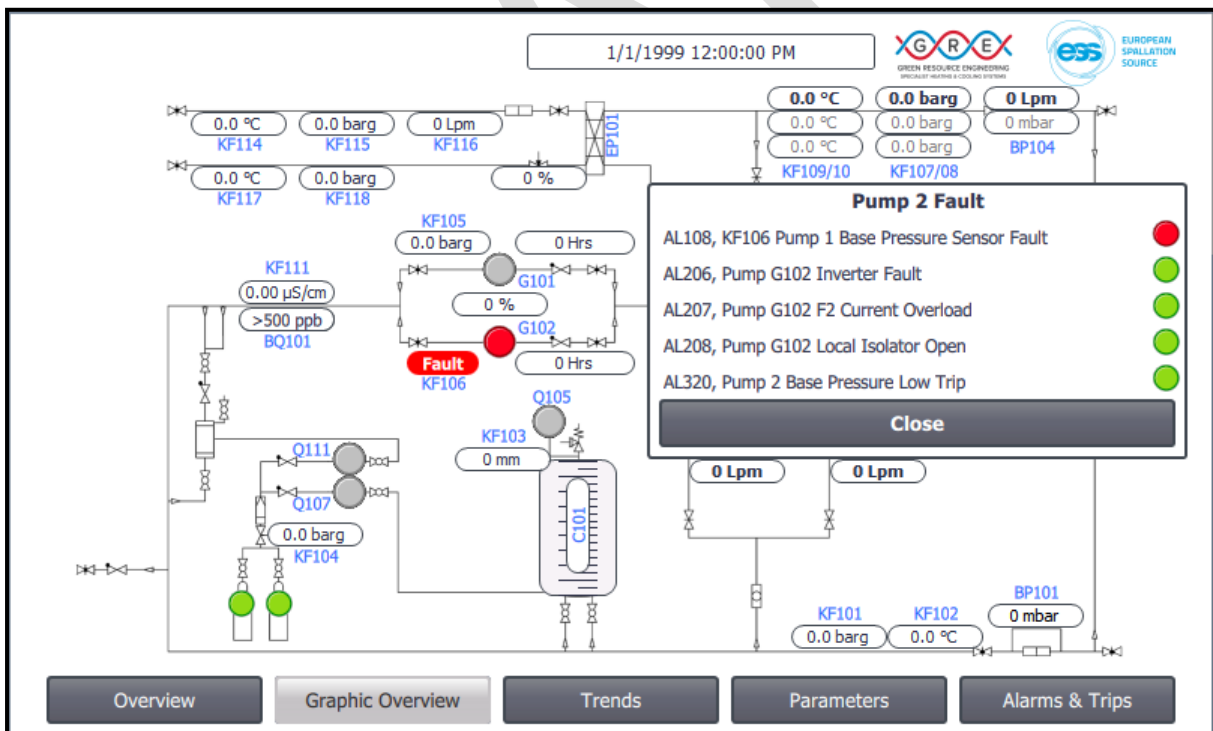 1/1/1999 12:00:00 PM
GREX
GREEN RESOURCE ENGINEERING
SPECIALIST HEATING & COOLING SYSTEMS
ess
EUROPEAN
SPALLATION
SOURCE
0.0 °C 0.0 barg 0 Lpm
KF114 KF115 KF116
EP101
0.0 °C 0.0 barg 0 Lpm
0.0 °C 0.0 barg 0 mbar
0.0 °C 0.0 barg BP104
KF109/10 KF107/08
0.0 °C 0.0 barg 0 %
KF117 KF118
Pump 2 Fault
AL108, KF106 Pump 1 Base Pressure Sensor Fault
AL206, Pump G102 Inverter Fault
AL207, Pump G102 F2 Current Overload
AL208, Pump G102 Local Isolator Open
AL320, Pump 2 Base Pressure Low Trip
Close
KF105
0.0 barg 0 Hrs
G101
KF111
0.00 µS/cm
>500 ppb
BQ101
0 %
G102
Fault 0 Hrs
KF106
Q105
KF103
0 mm
0 Lpm 0 Lpm
Q111
Q107
C101
0.0 barg
KF104
KF101 KF102 BP101
0.0 barg 0.0 °C 0 mbar
Overview Graphic Overview Trends Parameters Alarms & Trips